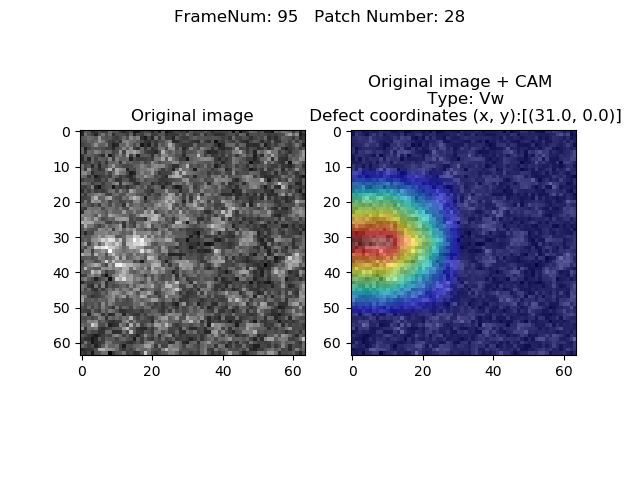 FrameNum: 95   Patch Number: 28
Original image
0
10
20
30
40
50
60
0 20 40 60
Original image + CAM
Type: Vw
Defect coordinates (x, y):[(31.0, 0.0)]
0
10
20
30
40
50
60
0 20 40 60